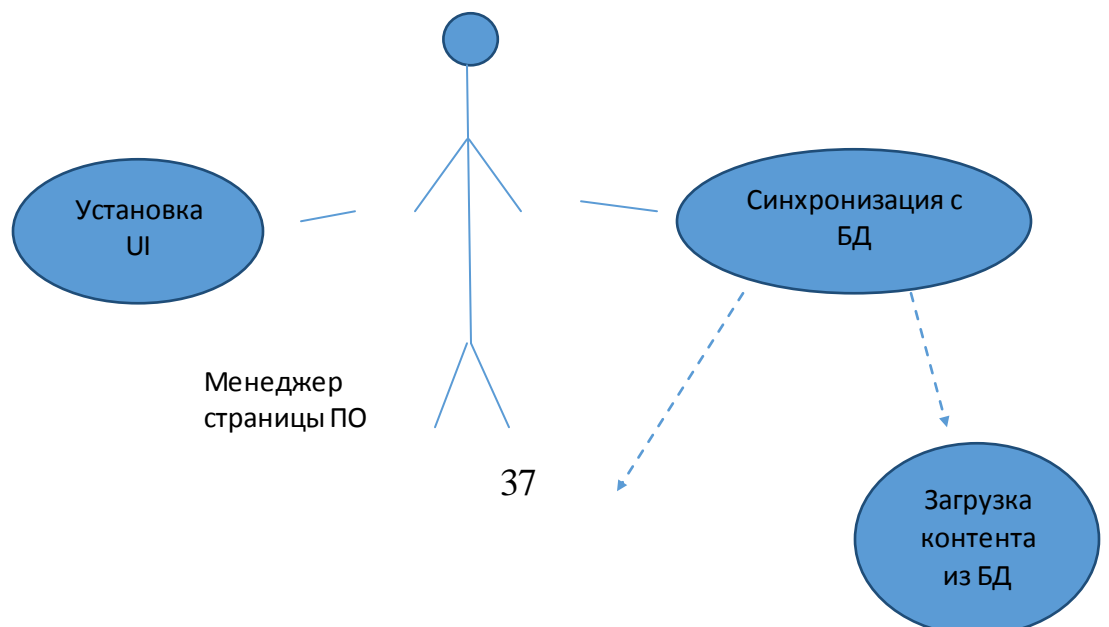 Установка
UI
Синхронизация с
БД
Менеджер
страницы ПО
37
Загрузка
контента
из БД